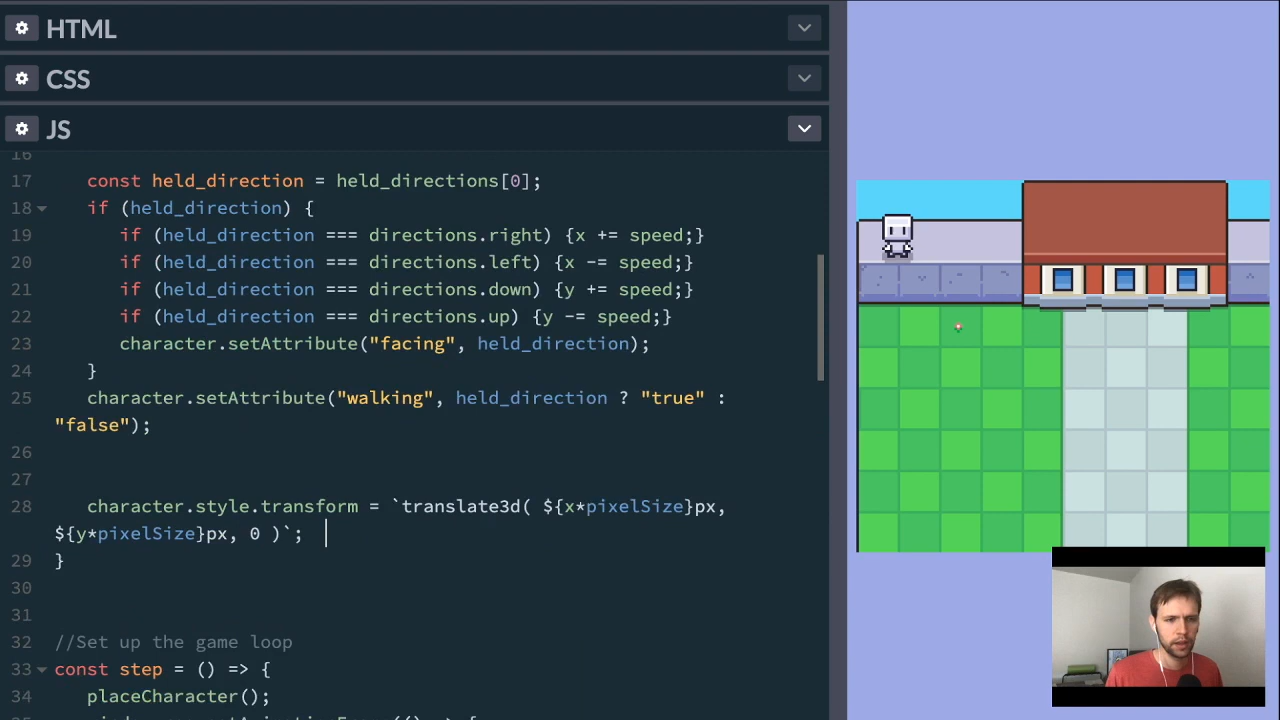 HTML
CSS
JS
16
17 const held_direction = held_directions[0];
18 if (held_direction) {
19 if (held_direction === directions.right) {x += speed;}
20 if (held_direction === directions.left) {x -= speed;}
21 if (held_direction === directions.down) {y += speed;}
22 if (held_direction === directions.up) {y -= speed;}
23 character.setAttribute("facing", held_direction);
24 }
25 character.setAttribute("walking", held_direction ? "true" :
"false");
26
27
28 character.style.transform = `translate3d( ${x*pixelSize}px,
${y*pixelSize}px, 0 )`;
29 }
30
31
32 //Set up the game loop
33 const step = () => {
34 placeCharacter();